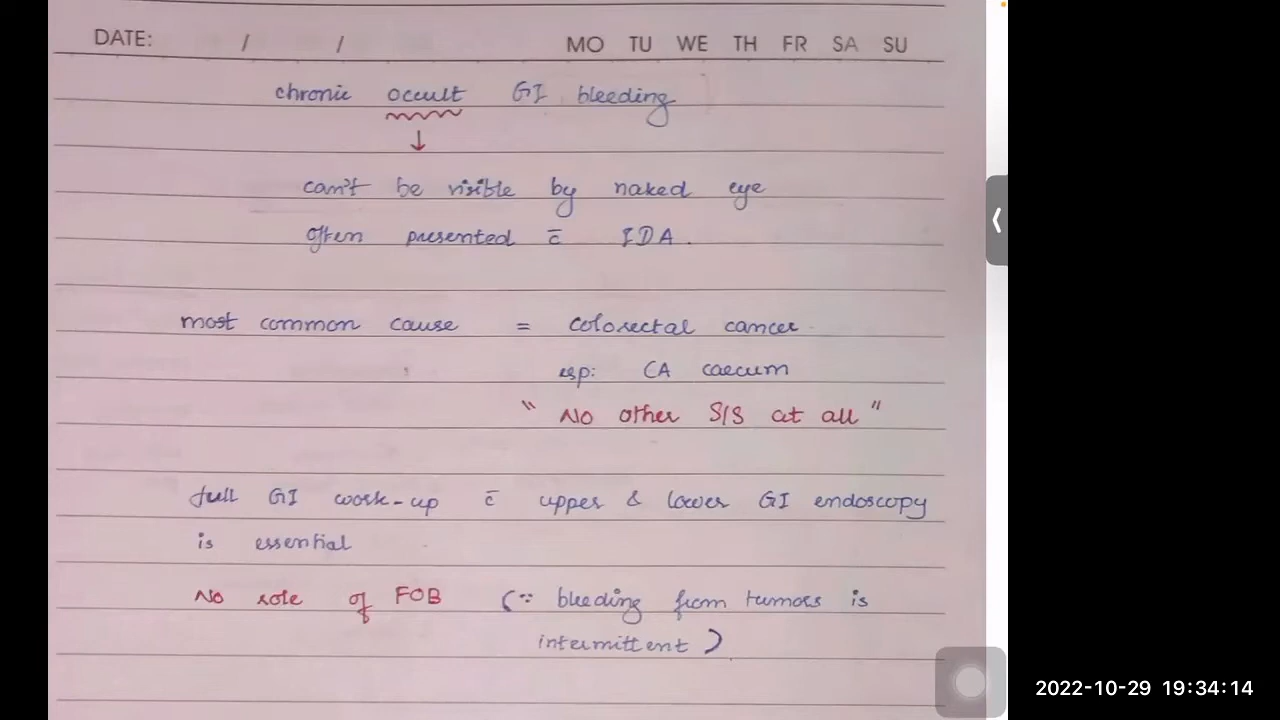 DATE: / / MO TU WE TH FR SA SU
chronic occult GI bleeding
↓
can't be visible by naked eye
often presented c̄ IDA.
most common cause = colorectal cancer
esp: CA caecum
" No other S/S at all "
full GI work-up c̄ upper & lower GI endoscopy
is essential
No role of FOB (∵ bleeding from tumors is
intermittent )
2022-10-29 19:34:14